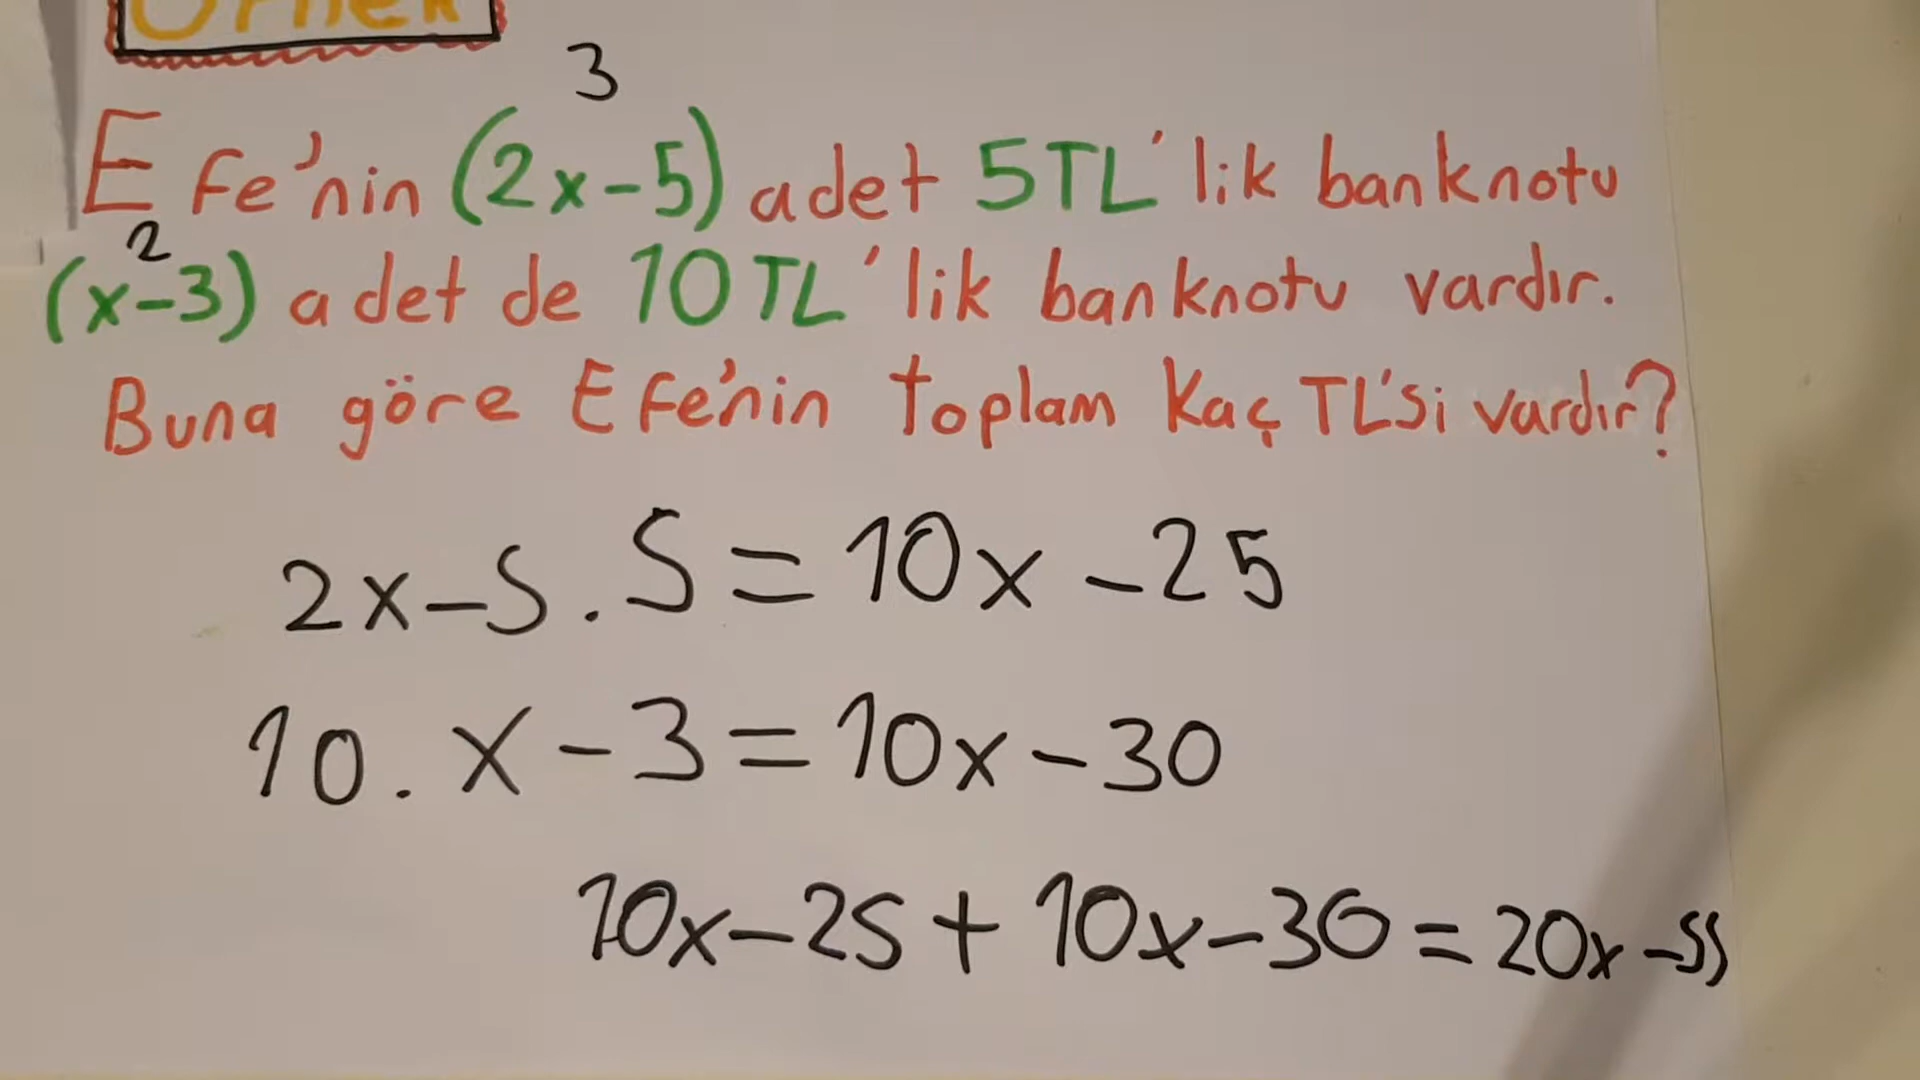 Örnek
3
Efe'nin (2x-5) adet 5TL'lik banknotu
2
(x-3) adet de 10TL'lik banknotu vardır.
Buna göre Efe'nin toplam Kaç TL'si vardır?
2x-5.5=10x-25
10.x-3=10x-30
10x-25+10x-30=20x-55